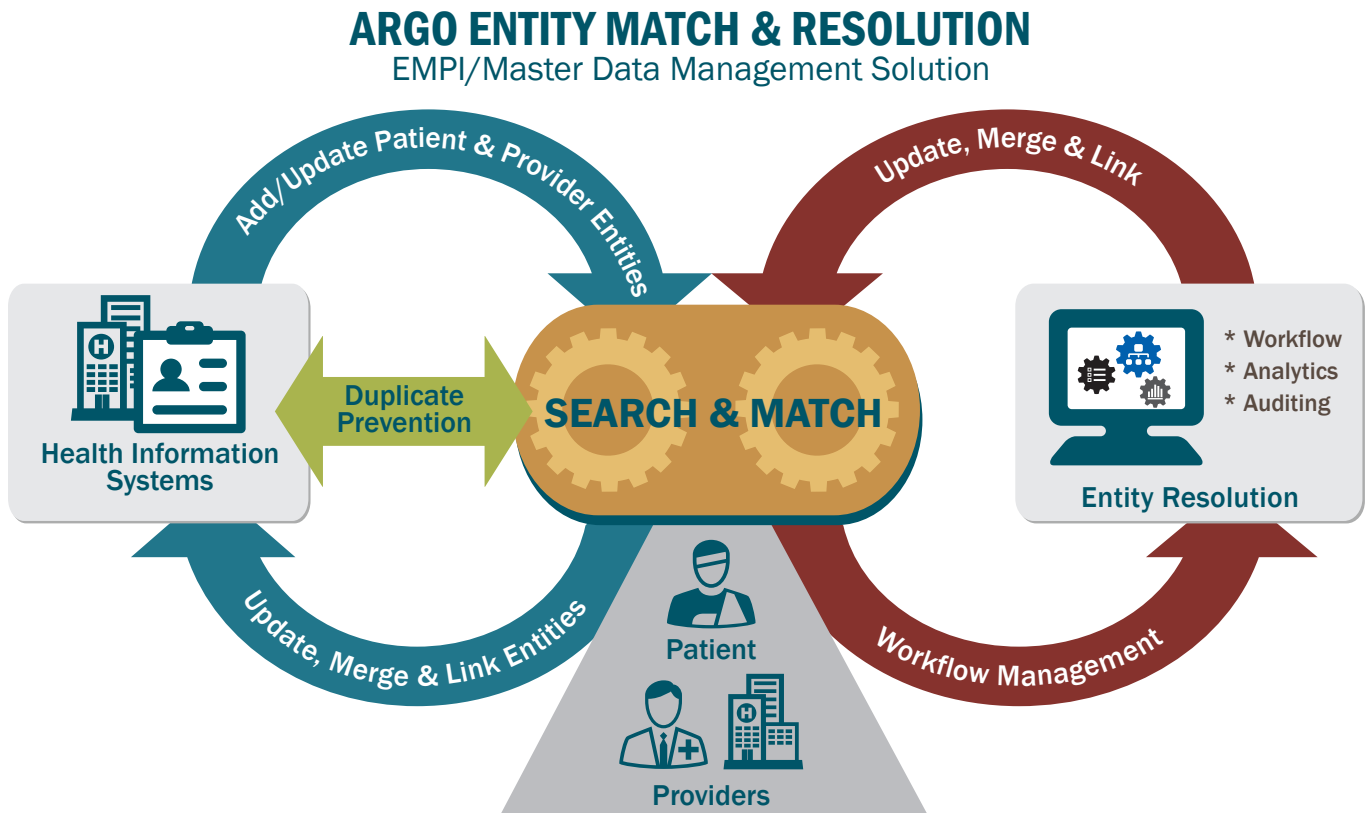 ARGO ENTITY MATCH & RESOLUTION
EMPI/Master Data Management Solution
Add/Update Patient & Provider Entities
Update, Merge & Link
H
Health Information
Systems
Duplicate
Prevention
SEARCH & MATCH
* Workflow
* Analytics
* Auditing
Entity Resolution
Update, Merge & Link Entities
Workflow Management
Patient
H
Providers